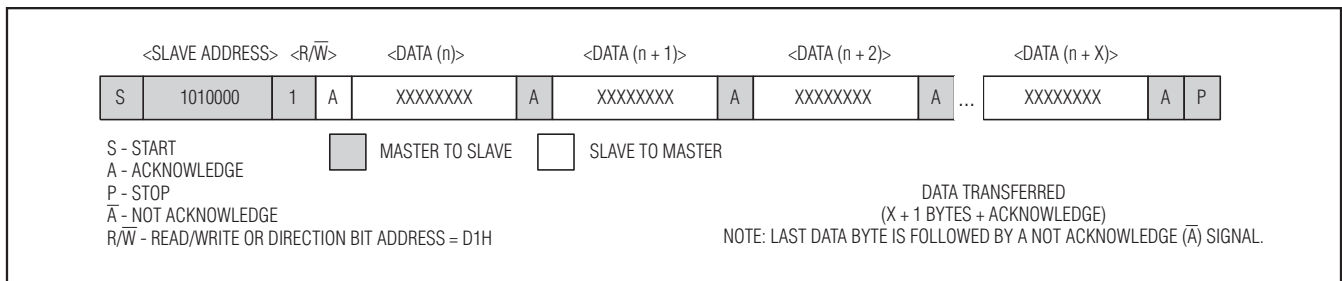 <SLAVE ADDRESS> <R/W̅> <DATA (n)> <DATA (n + 1)> <DATA (n + 2)> <DATA (n + X)>
S 1010000 1 A XXXXXXXX A XXXXXXXX A XXXXXXXX A ... XXXXXXXX A P
S - START
MASTER TO SLAVE SLAVE TO MASTER
A - ACKNOWLEDGE
P - STOP
A̅ - NOT ACKNOWLEDGE
R/W̅ - READ/WRITE OR DIRECTION BIT ADDRESS = D1H
DATA TRANSFERRED
(X + 1 BYTES + ACKNOWLEDGE)
NOTE: LAST DATA BYTE IS FOLLOWED BY A NOT ACKNOWLEDGE (A̅) SIGNAL.